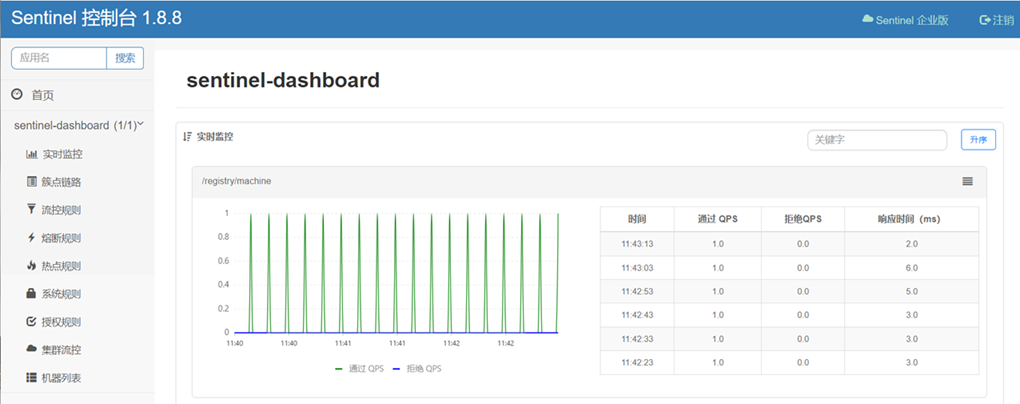 Sentinel 控制台 1.8.8
Sentinel 企业版 注销
应用名 搜索
首页
sentinel-dashboard (1/1)
实时监控
簇点链路
流控规则
熔断规则
热点规则
系统规则
授权规则
集群流控
机器列表
sentinel-dashboard
实时监控 关键字 升序
/registry/machine
1
0.8
0.6
0.4
0.2
0
11:40 11:40 11:41 11:41 11:42 11:42
通过 QPS 拒绝 QPS
时间 通过 QPS 拒绝QPS 响应时间（ms）
11:43:13 1.0 0.0 2.0
11:43:03 1.0 0.0 6.0
11:42:53 1.0 0.0 5.0
11:42:43 1.0 0.0 3.0
11:42:33 1.0 0.0 3.0
11:42:23 1.0 0.0 3.0